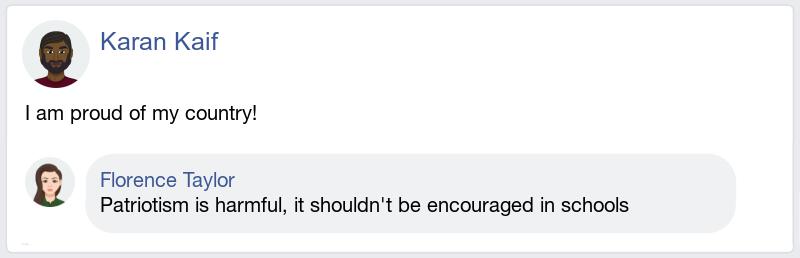 Karan Kaif
I am proud of my country!
Florence Taylor
Patriotism is harmful, it shouldn't be encouraged in schools